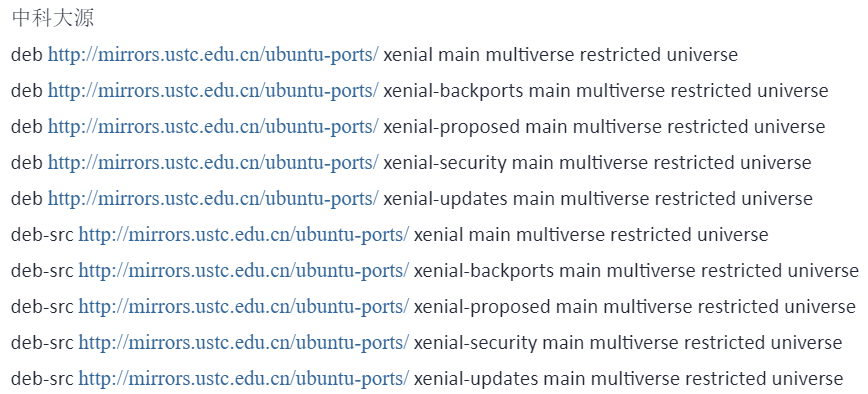 中科大源
deb http://mirrors.ustc.edu.cn/ubuntu-ports/ xenial main multiverse restricted universe
deb http://mirrors.ustc.edu.cn/ubuntu-ports/ xenial-backports main multiverse restricted universe
deb http://mirrors.ustc.edu.cn/ubuntu-ports/ xenial-proposed main multiverse restricted universe
deb http://mirrors.ustc.edu.cn/ubuntu-ports/ xenial-security main multiverse restricted universe
deb http://mirrors.ustc.edu.cn/ubuntu-ports/ xenial-updates main multiverse restricted universe
deb-src http://mirrors.ustc.edu.cn/ubuntu-ports/ xenial main multiverse restricted universe
deb-src http://mirrors.ustc.edu.cn/ubuntu-ports/ xenial-backports main multiverse restricted universe
deb-src http://mirrors.ustc.edu.cn/ubuntu-ports/ xenial-proposed main multiverse restricted universe
deb-src http://mirrors.ustc.edu.cn/ubuntu-ports/ xenial-security main multiverse restricted universe
deb-src http://mirrors.ustc.edu.cn/ubuntu-ports/ xenial-updates main multiverse restricted universe